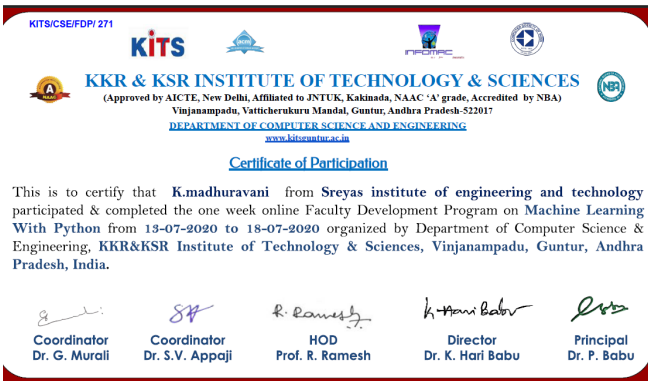 KITS/CSE/FDP/ 271
KiTS
INFOMAC
A
NAAC
NBA
KKR & KSR INSTITUTE OF TECHNOLOGY & SCIENCES
(Approved by AICTE, New Delhi, Affiliated to JNTUK, Kakinada, NAAC ‘A’ grade, Accredited by NBA)
Vinjanampadu, Vatticherukuru Mandal, Guntur, Andhra Pradesh-522017
DEPARTMENT OF COMPUTER SCIENCE AND ENGINEERING
www.kitsguntur.ac.in
Certificate of Participation
This is to certify that K.madhuravani from Sreyas institute of engineering and technology
participated & completed the one week online Faculty Development Program on Machine Learning
With Python from 13-07-2020 to 18-07-2020 organized by Department of Computer Science &
Engineering, KKR&KSR Institute of Technology & Sciences, Vinjanampadu, Guntur, Andhra
Pradesh, India.
R. Ramesh
K. Hari Babu
Coordinator
Dr. G. Murali
Coordinator
Dr. S.V. Appaji
HOD
Prof. R. Ramesh
Director
Dr. K. Hari Babu
Principal
Dr. P. Babu